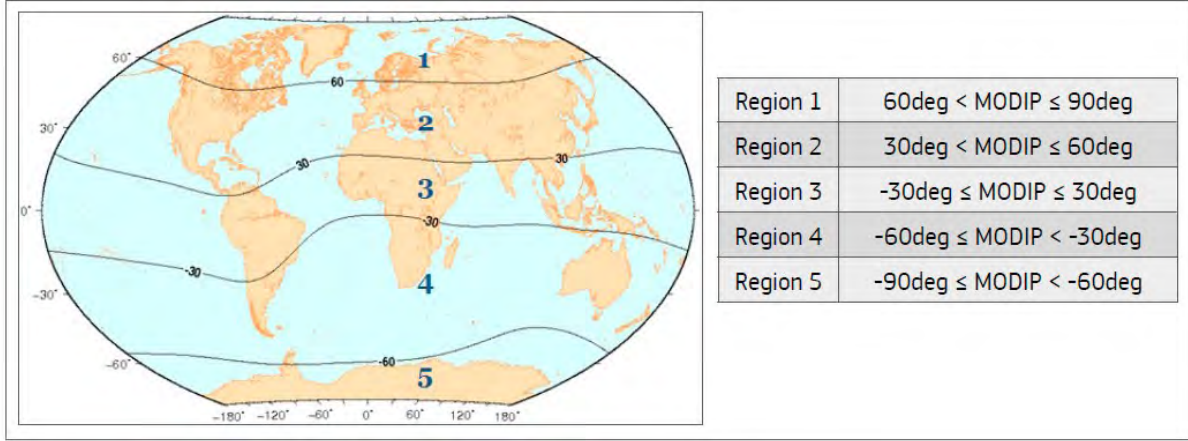 60°
30°
0°
-30°
-60°
-180° -120° -60° 0° 60° 120° 180°
60
30
30
-30
-30
-60
1
2
3
4
5
Region 1 60deg < MODIP ≤ 90deg
Region 2 30deg < MODIP ≤ 60deg
Region 3 -30deg ≤ MODIP ≤ 30deg
Region 4 -60deg ≤ MODIP < -30deg
Region 5 -90deg ≤ MODIP < -60deg